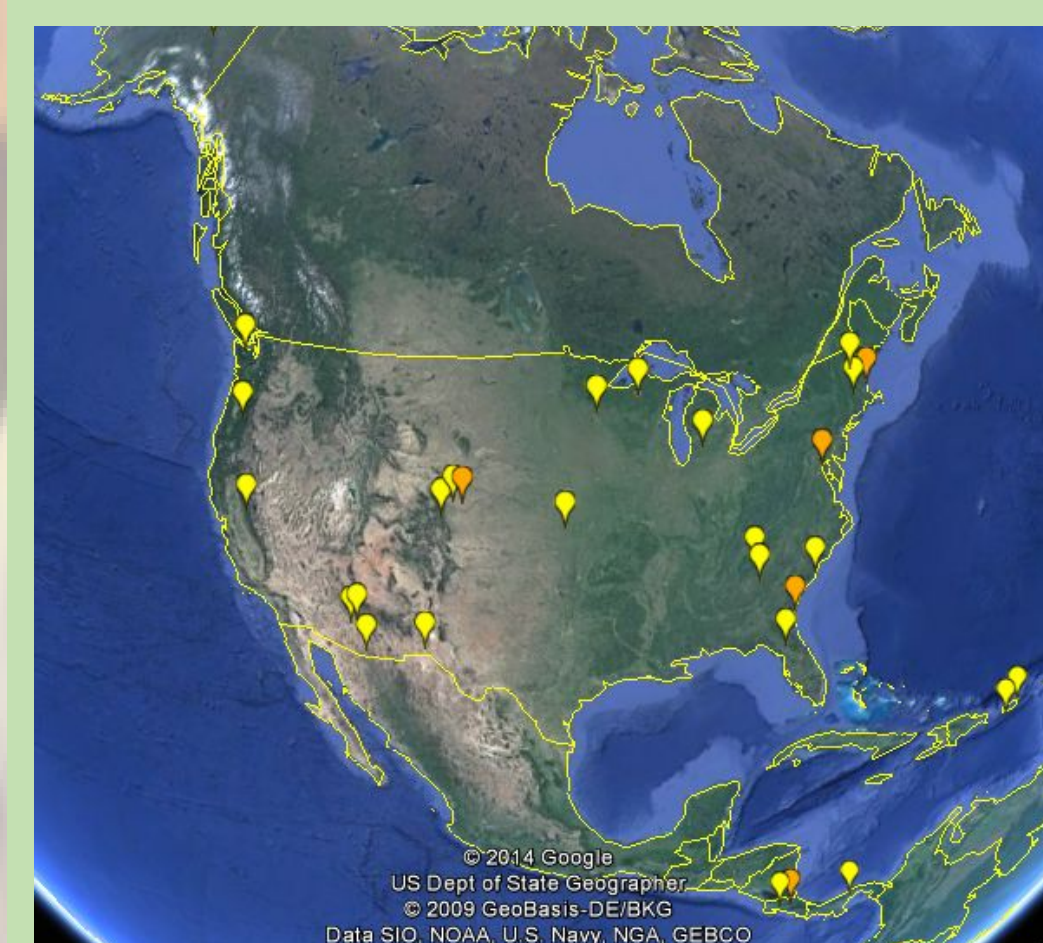 © 2014 Google
US Dept of State Geographer
© 2009 GeoBasis-DE/BKG
Data SIO, NOAA, U.S. Navy, NGA, GEBCO